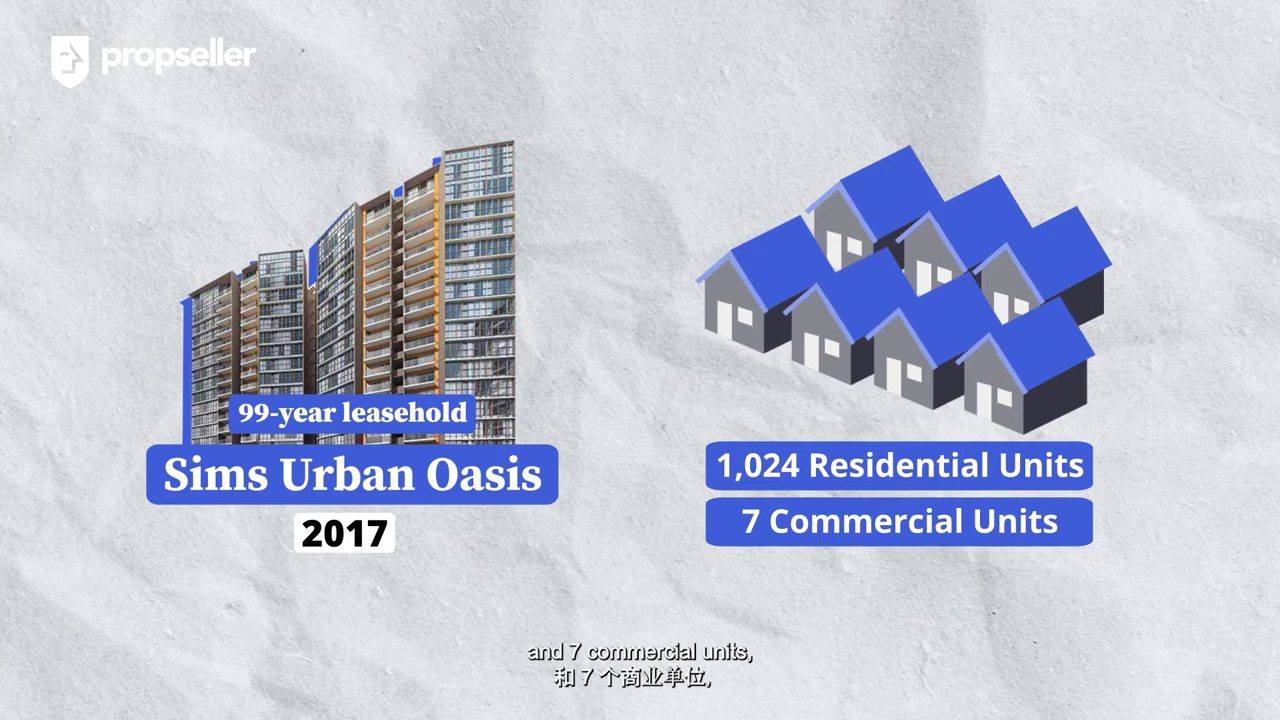 propseller
99-year leasehold
Sims Urban Oasis
2017
1,024 Residential Units
7 Commercial Units
and 7 commercial units,
和 7 个商业单位,